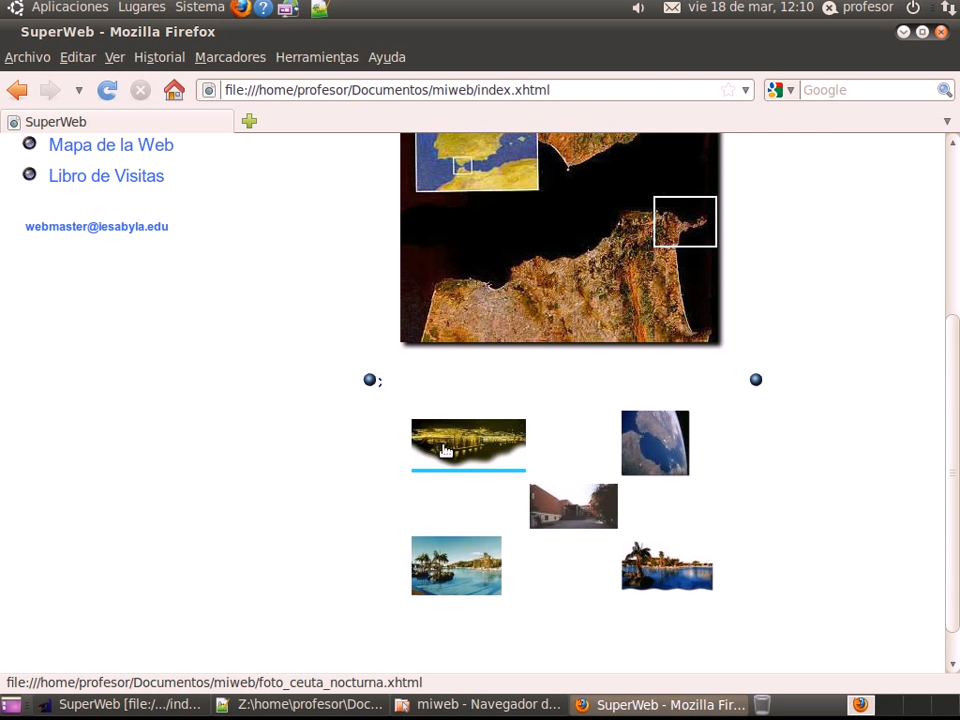 Aplicaciones Lugares Sistema vie 18 de mar, 12:10 profesor
SuperWeb - Mozilla Firefox
Archivo Editar Ver Historial Marcadores Herramientas Ayuda
file:///home/profesor/Documentos/miweb/index.xhtml Google
SuperWeb
Mapa de la Web
Libro de Visitas
webmaster@iesabyla.edu
file:///home/profesor/Documentos/miweb/foto_ceuta_nocturna.xhtml
SuperWeb [file:/.../ind... Z:\home\profesor\Doc... miweb - Navegador d... SuperWeb - Mozilla Fir...